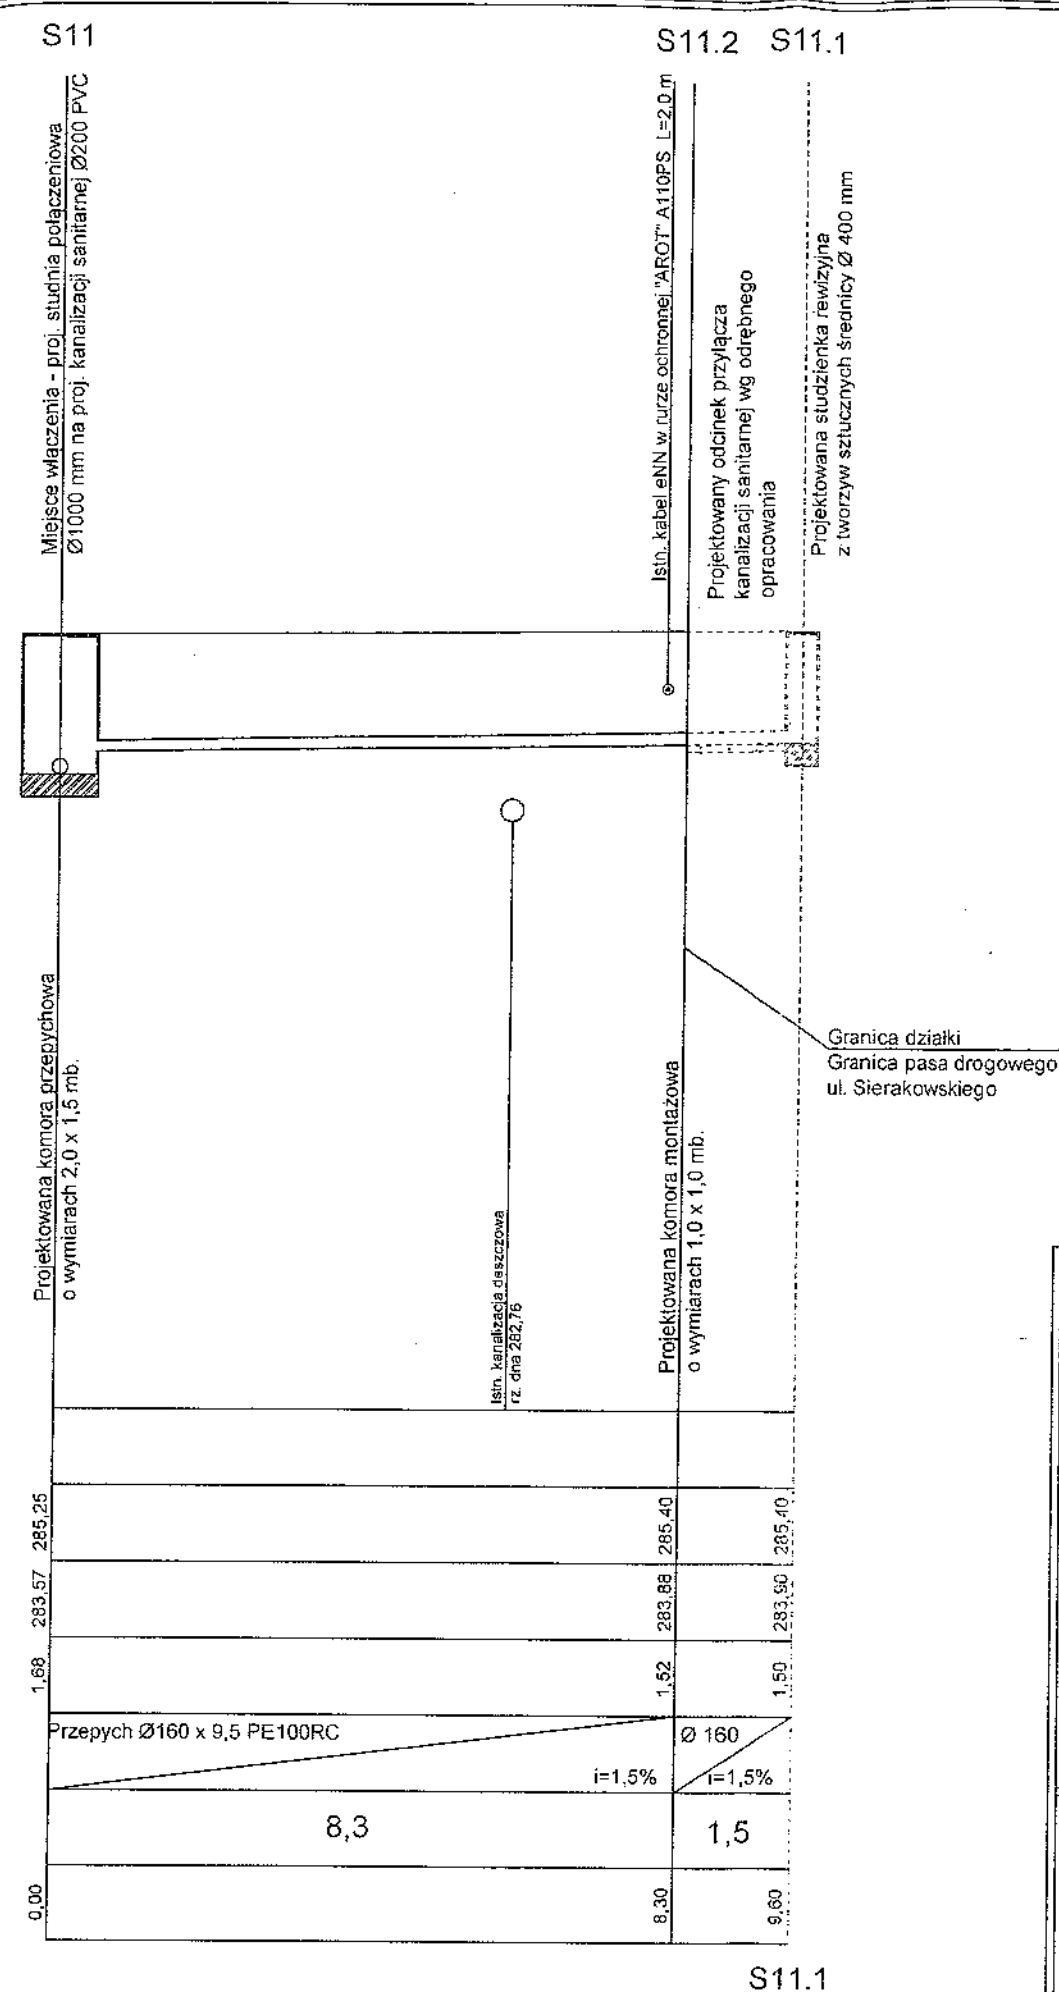 S11
S11.2
S11.1
Miejsce włączenia - proj. studnia połączeniowa
Ø1000 mm na proj. kanalizacji sanitarnej Ø200 PVC
Istn. kabel eNN w rurze ochronnej "AROT" A110PS L=2,0 m
Projektowany odcinek przyłącza
kanalizacji sanitarnej wg odrębnego
opracowania
Projektowana studzienka rewizyjna
z tworzyw sztucznych średnicy Ø 400 mm
Projektowana komora przepychowa
o wymiarach 2,0 x 1,5 mb.
Istn. kanalizacja deszczowa
rz. dna 282,76
Projektowana komora montażowa
o wymiarach 1,0 x 1,0 mb.
Granica działki
Granica pasa drogowego
ul. Sierakowskiego
285,25
285,40
285,40
283,57
283,88
283,90
1,68
1,52
1,50
Przepych Ø160 x 9,5 PE100RC
i=1,5%
Ø 160
i=1,5%
8,3
1,5
0,00
8,30
9,60
S11.1